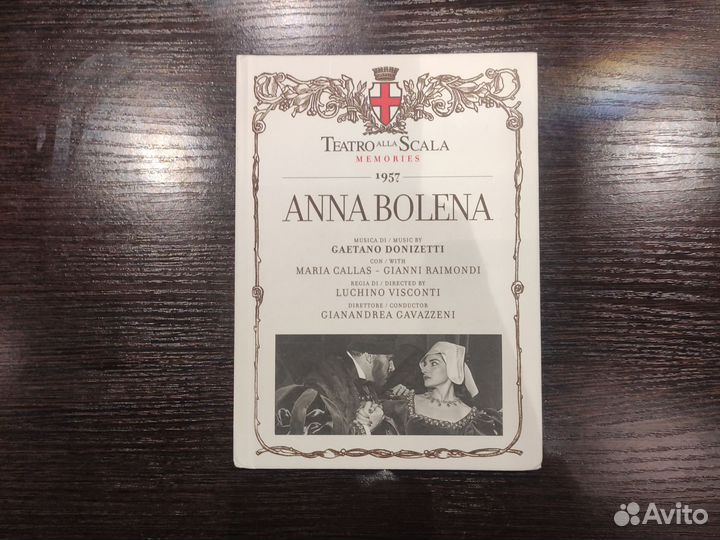 TEATRO ALLA SCALA
MEMORIES
1957
ANNA BOLENA
MUSICA DI / MUSIC BY
GAETANO DONIZETTI
CON / WITH
MARIA CALLAS - GIANNI RAIMONDI
REGIA DI / DIRECTED BY
LUCHINO VISCONTI
DIRETTORE / CONDUCTOR
GIANANDREA GAVAZZENI
Avito